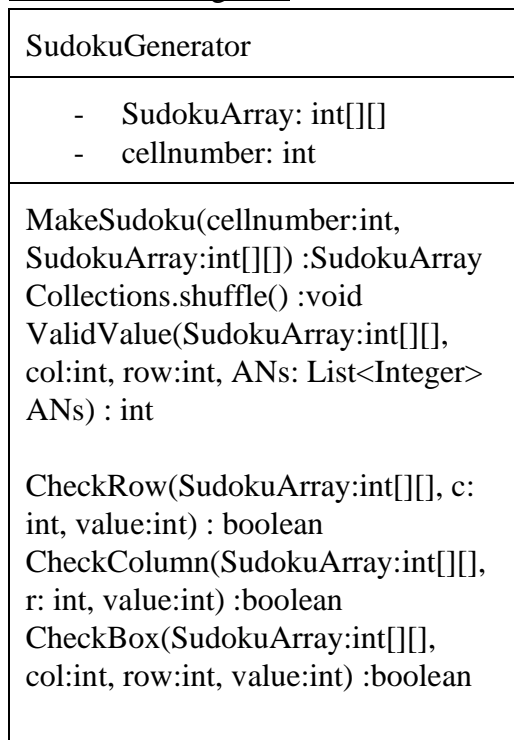 SudokuGenerator
- SudokuArray: int[][]
- cellnumber: int
MakeSudoku(cellnumber:int,
SudokuArray:int[][]) :SudokuArray
Collections.shuffle() :void
ValidValue(SudokuArray:int[][],
col:int, row:int, ANs: List<Integer>
ANs) : int
CheckRow(SudokuArray:int[][], c:
int, value:int) : boolean
CheckColumn(SudokuArray:int[][],
r: int, value:int) :boolean
CheckBox(SudokuArray:int[][],
col:int, row:int, value:int) :boolean